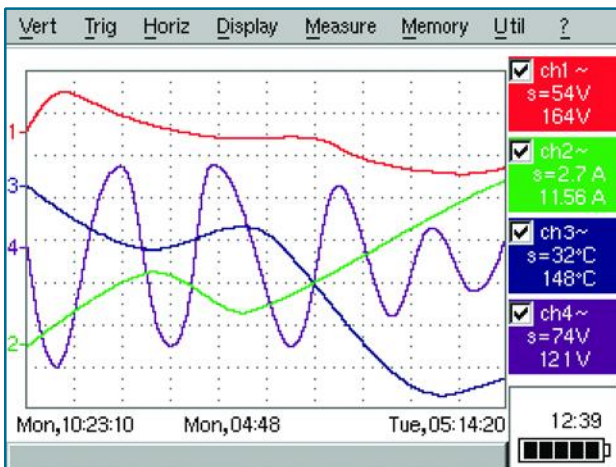 Vert Trig Horiz Display Measure Memory Util ?
ch1~
s=54V
164V
ch2~
s=2.7 A
11.56 A
ch3~
s=32°C
148°C
ch4~
s=74V
121V
1
3
4
2
Mon,10:23:10 Mon,04:48 Tue,05:14:20
12:39